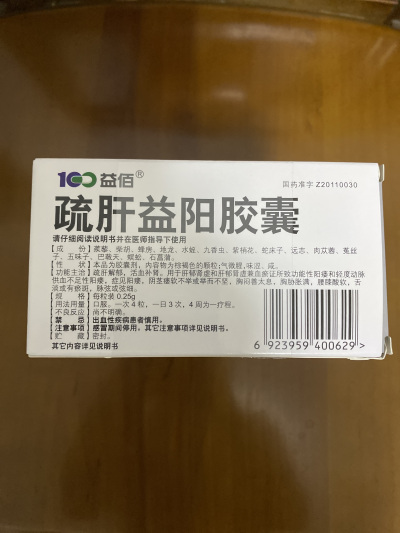 100 益佰®
国药准字 Z20110030
疏肝益阳胶囊
请仔细阅读说明书并在医师指导下使用
【成 份】蒺藜、柴胡、蜂房、地龙、水蛭、九香虫、紫梢花、蛇床子、远志、肉苁蓉、菟丝
子、五味子、巴戟天、蜈蚣、石菖蒲。
【性 状】本品为胶囊剂,内容物为棕褐色的颗粒;气微腥,味涩、咸。
【功能主治】疏肝解郁,活血补肾。用于肝郁肾虚和肝郁肾虚兼血瘀证所致功能性阳痿和轻度动脉
供血不足性阳痿,症见阳痿,阴茎痿软不举或举而不坚,胸闷善太息,胸胁胀满,腰膝酸软,舌
淡或有瘀斑,脉弦或弦细。
【规 格】每粒装0.25g
【用法用量】口服。一次4粒,一日3次,4周为一疗程。
【不良反应】尚不明确。
【禁 忌】出血性疾病患者慎用。
【注意事项】感冒期间停用。其它注意事项详见说明书。
【贮 藏】密封。
其它内容详见说明书
6 923959 400629>